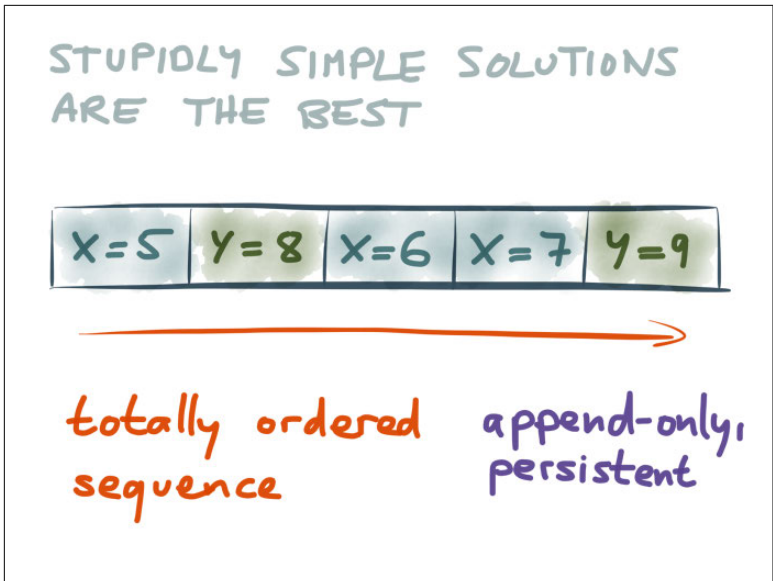 STUPIDLY SIMPLE SOLUTIONS
ARE THE BEST
X=5 Y=8 X=6 X=7 Y=9
totally ordered append-only,
sequence persistent